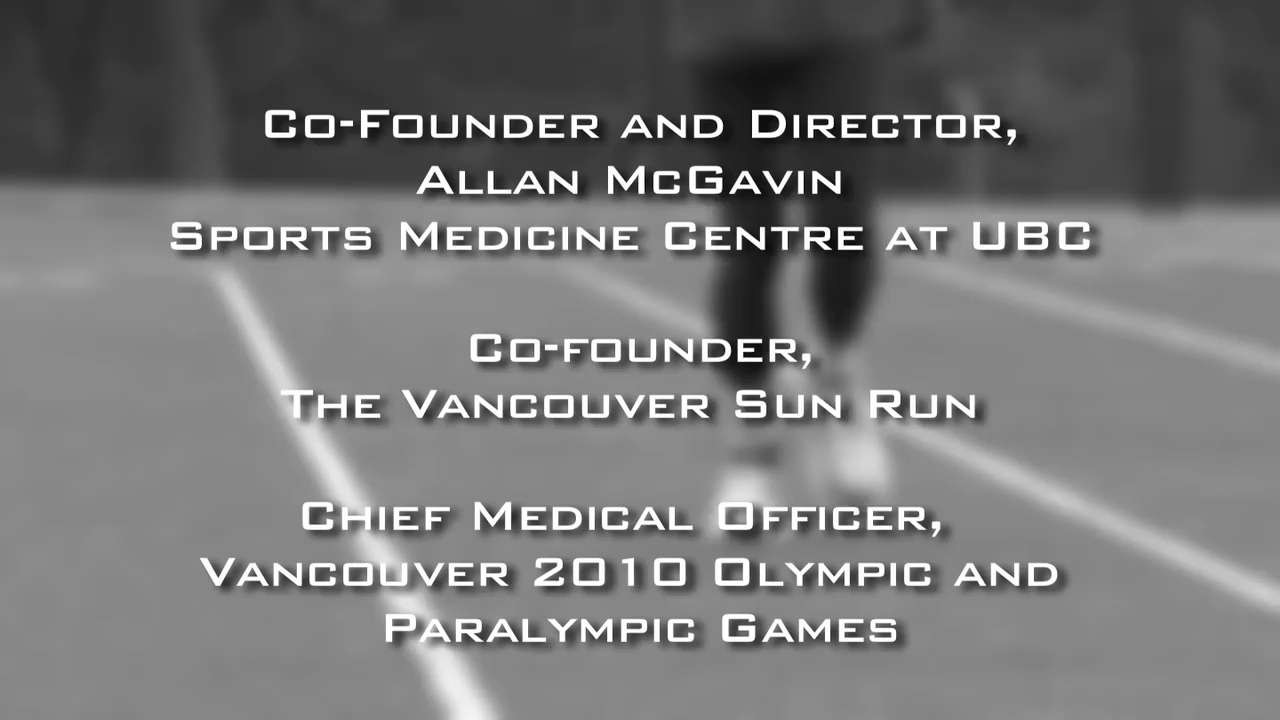 Co-Founder and Director,
Allan McGavin
Sports Medicine Centre at UBC
Co-founder,
The Vancouver Sun Run
Chief Medical Officer,
Vancouver 2010 Olympic and
Paralympic Games